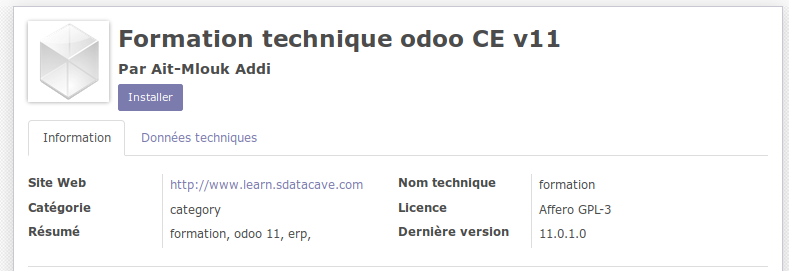 Formation technique odoo CE v11
Par Ait-Mlouk Addi
Installer
Information Données techniques
Site Web http://www.learn.sdatacave.com Nom technique formation
Catégorie category Licence Affero GPL-3
Résumé formation, odoo 11, erp, Dernière version 11.0.1.0